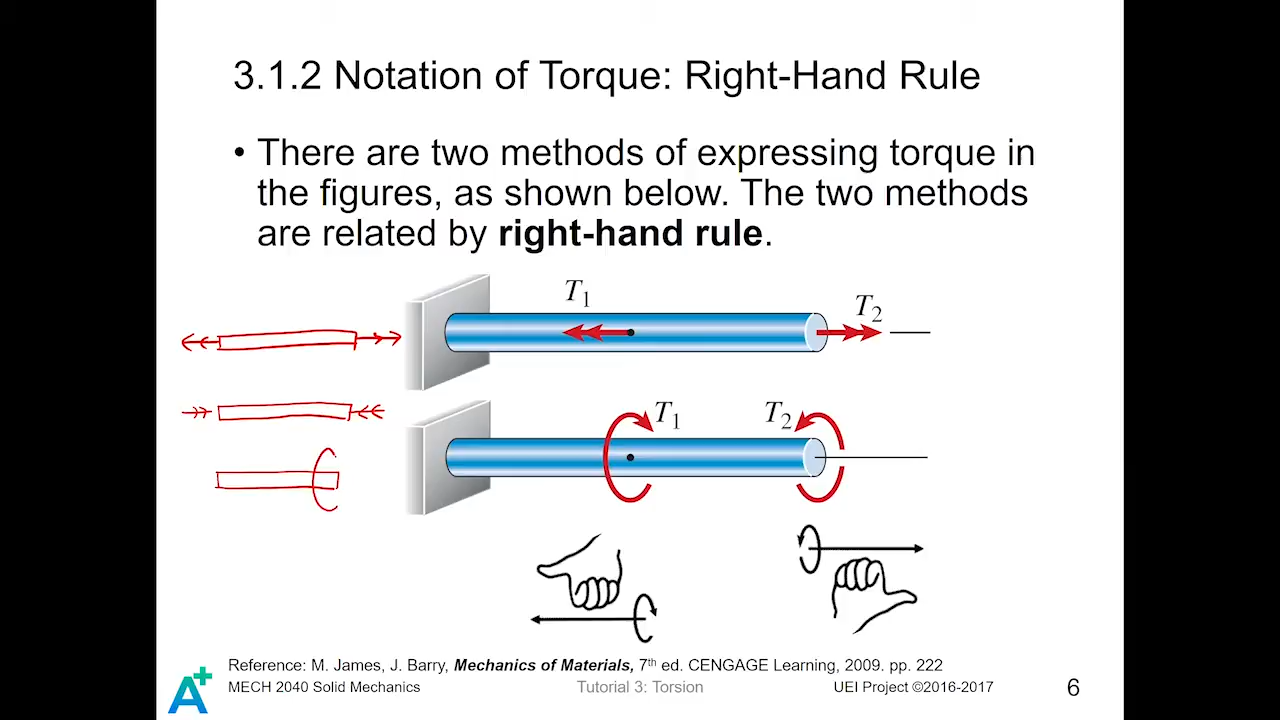 3.1.2 Notation of Torque: Right-Hand Rule
• There are two methods of expressing torque in
the figures, as shown below. The two methods
are related by right-hand rule.
T1
T2
T1
T2
Reference: M. James, J. Barry, Mechanics of Materials, 7th ed. CENGAGE Learning, 2009. pp. 222
A+
MECH 2040 Solid Mechanics
Tutorial 3: Torsion
UEI Project ©2016-2017
6